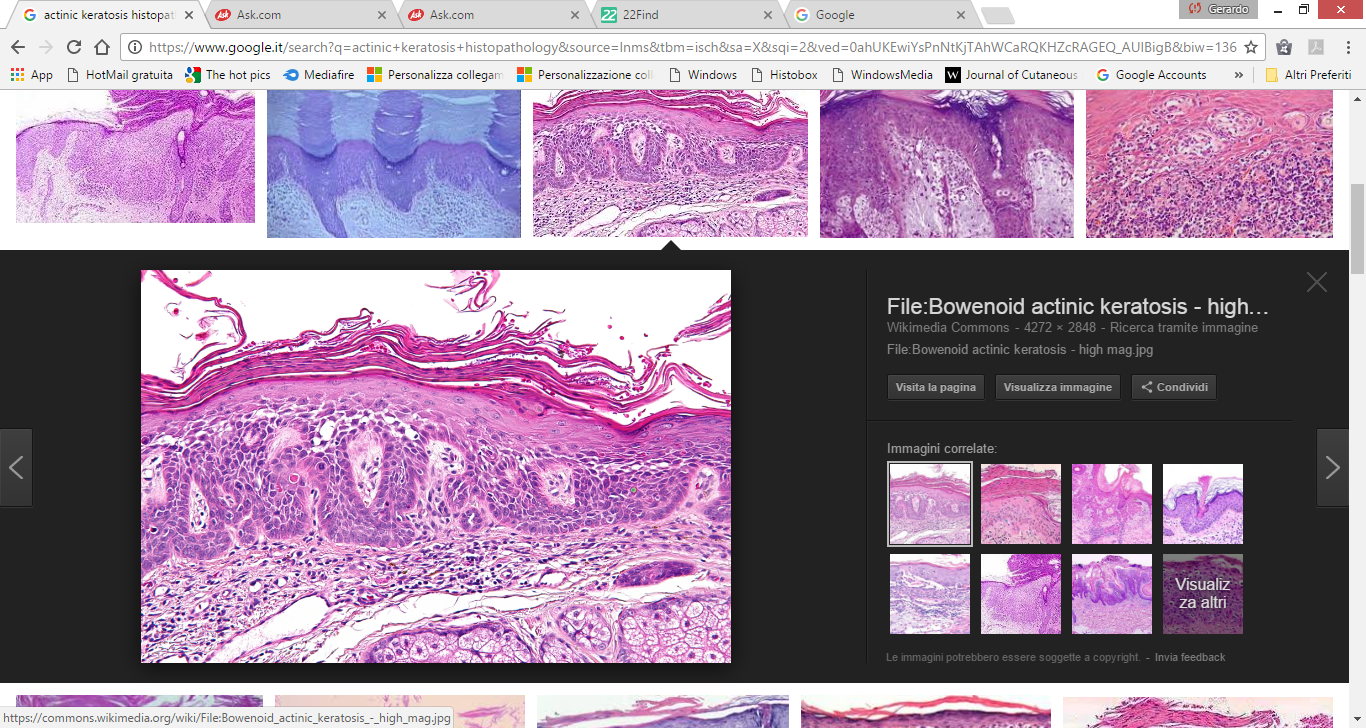 actinic keratosis histopat
Ask.com
Ask.com
22 22Find
Google
Gerardo
https://www.google.it/search?q=actinic+keratosis+histopathology&source=lnms&tbm=isch&sa=X&sqi=2&ved=0ahUKEwiYsPnNtKjTAhWCaRQKHZcRAGEQ_AUIBigB&biw=136
App
HotMail gratuita
The hot pics
Mediafire
Personalizza collegam
Personalizzazione coll
Windows
Histobox
WindowsMedia
W Journal of Cutaneous
Google Accounts
»
Altri Preferiti
File:Bowenoid actinic keratosis - high...
Wikimedia Commons - 4272 × 2848 - Ricerca tramite immagine
File:Bowenoid actinic keratosis - high mag.jpg
Visita la pagina
Visualizza immagine
Condividi
Immagini correlate:
Visualiz
za altri
Le immagini potrebbero essere soggette a copyright. - Invia feedback
https://commons.wikimedia.org/wiki/File:Bowenoid_actinic_keratosis_-_high_mag.jpg